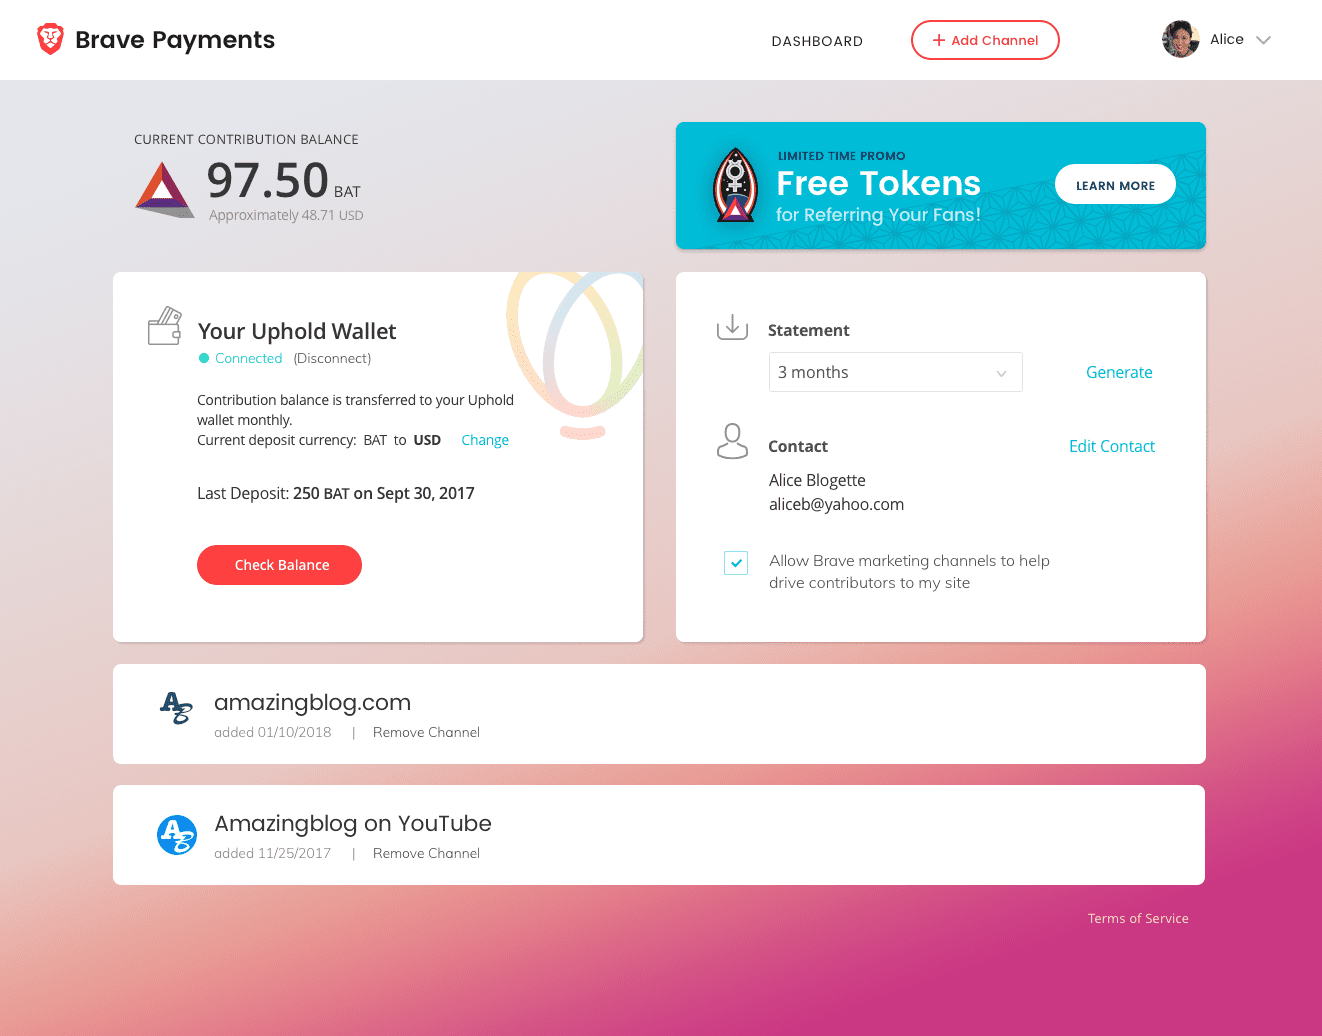 Brave Payments
DASHBOARD
+ Add Channel
Alice
CURRENT CONTRIBUTION BALANCE
97.50 BAT
Approximately 48.71 USD
LIMITED TIME PROMO
Free Tokens
for Referring Your Fans!
LEARN MORE
Your Uphold Wallet
Connected (Disconnect)
Contribution balance is transferred to your Uphold
wallet monthly.
Current deposit currency: BAT to USD Change
Last Deposit: 250 BAT on Sept 30, 2017
Check Balance
Statement
3 months
Generate
Contact
Edit Contact
Alice Blogette
aliceb@yahoo.com
Allow Brave marketing channels to help
drive contributors to my site
AB
amazingblog.com
added 01/10/2018 | Remove Channel
AB
Amazingblog on YouTube
added 11/25/2017 | Remove Channel
Terms of Service